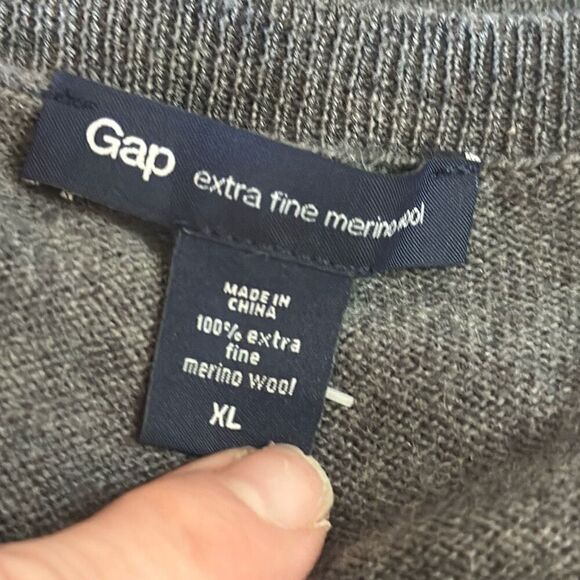 Gap extra fine merino wool
MADE IN
CHINA
100% extra
fine
merino wool
XL